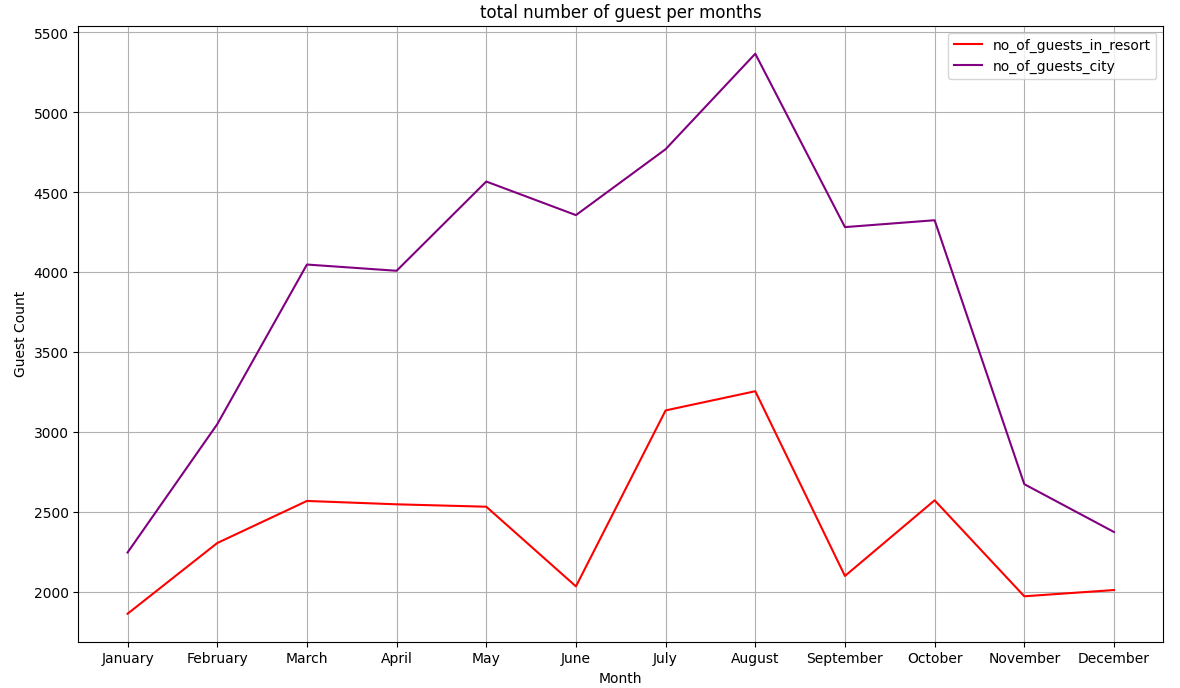 total number of guest per months
no_of_guests_in_resort
no_of_guests_city
Guest Count
5500
5000
4500
4000
3500
3000
2500
2000
January February March April May June July August September October November December
Month